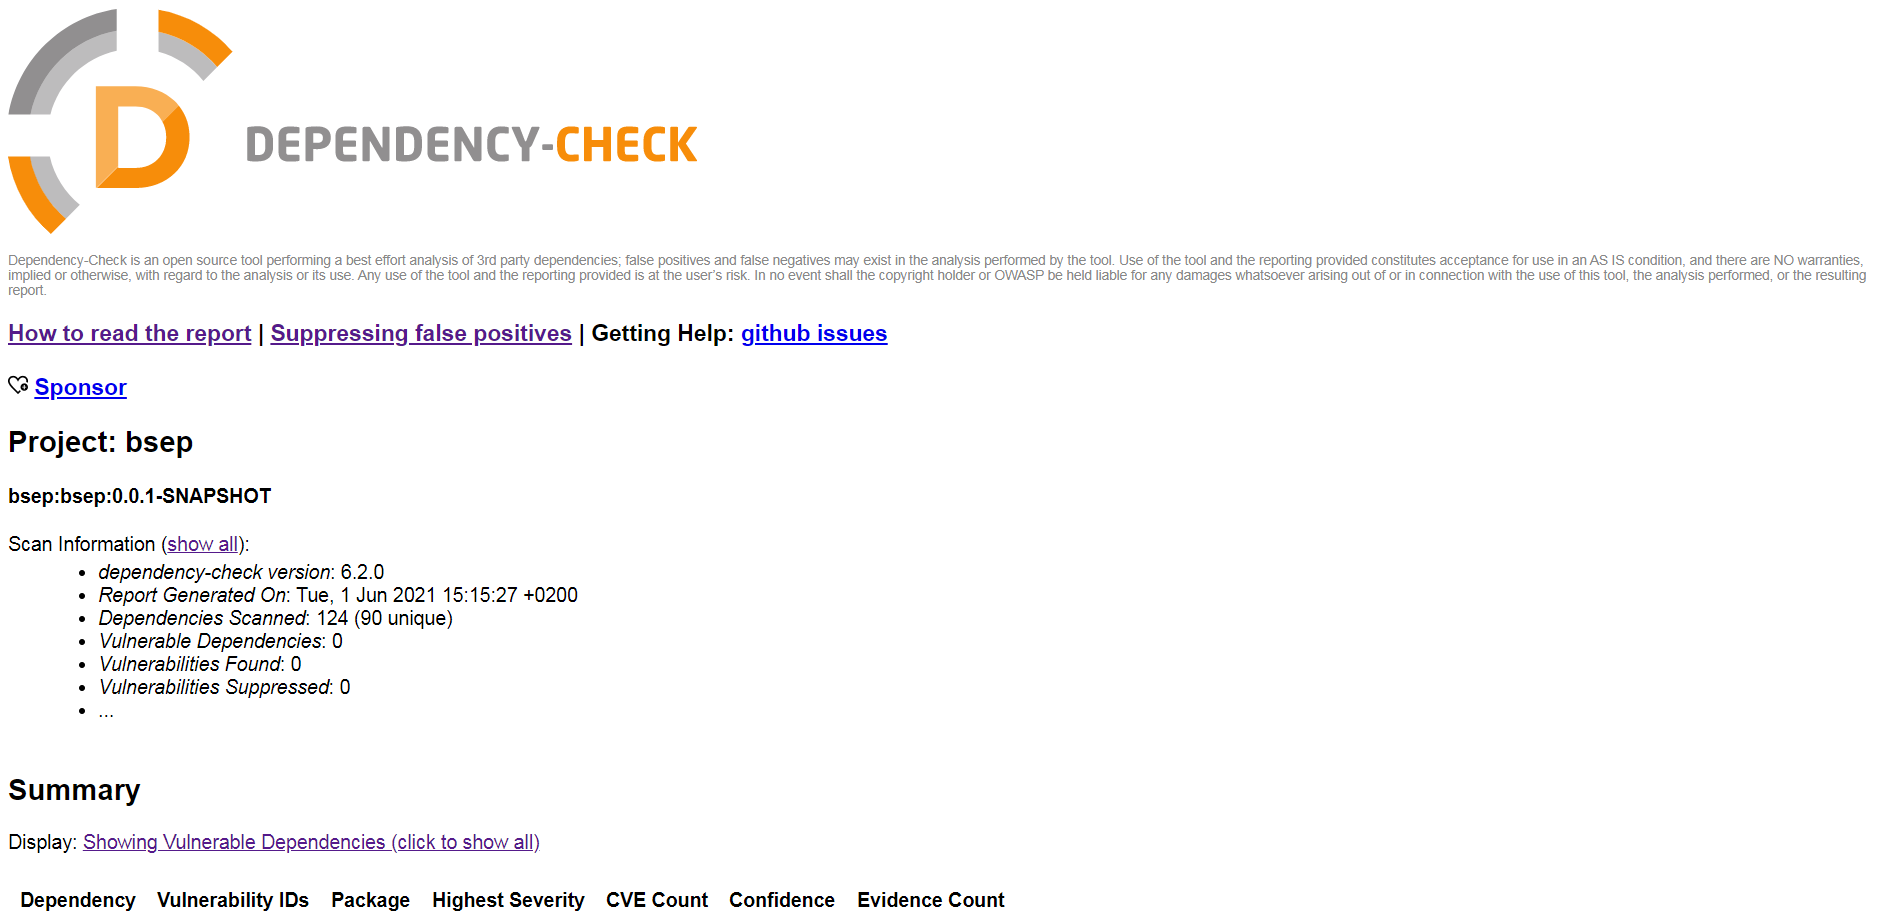 D
DEPENDENCY-CHECK
Dependency-Check is an open source tool performing a best effort analysis of 3rd party dependencies; false positives and false negatives may exist in the analysis performed by the tool. Use of the tool and the reporting provided constitutes acceptance for use in an AS IS condition, and there are NO warranties,
implied or otherwise, with regard to the analysis or its use. Any use of the tool and the reporting provided is at the user's risk. In no event shall the copyright holder or OWASP be held liable for any damages whatsoever arising out of or in connection with the use of this tool, the analysis performed, or the resulting
report.
How to read the report | Suppressing false positives | Getting Help: github issues
Sponsor
Project: bsep
bsep:bsep:0.0.1-SNAPSHOT
Scan Information (show all):
• dependency-check version: 6.2.0
• Report Generated On: Tue, 1 Jun 2021 15:15:27 +0200
• Dependencies Scanned: 124 (90 unique)
• Vulnerable Dependencies: 0
• Vulnerabilities Found: 0
• Vulnerabilities Suppressed: 0
• ...
Summary
Display: Showing Vulnerable Dependencies (click to show all)
Dependency Vulnerability IDs Package Highest Severity CVE Count Confidence Evidence Count